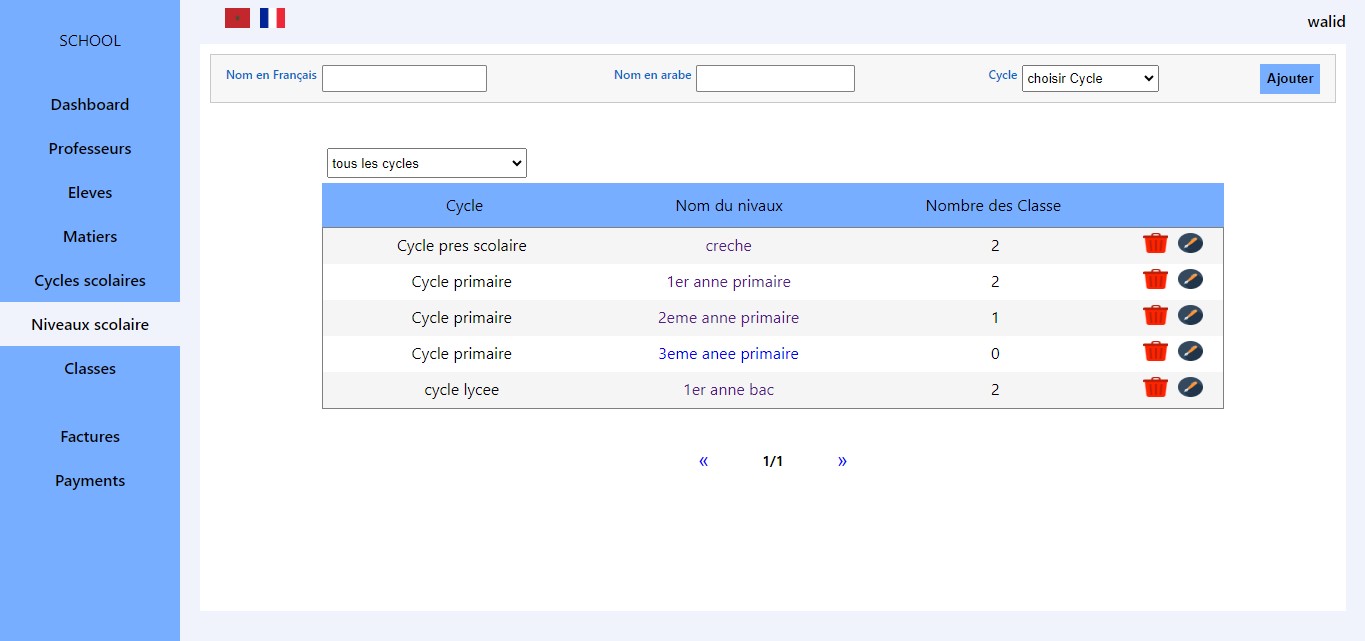 SCHOOL
Dashboard
Professeurs
Eleves
Matiers
Cycles scolaires
Niveaux scolaire
Classes
Factures
Payments
walid
Nom en Français
Nom en arabe
Cycle choisir Cycle
Ajouter
tous les cycles
Cycle Nom du nivaux Nombre des Classe
Cycle pres scolaire creche 2
Cycle primaire 1er anne primaire 2
Cycle primaire 2eme anne primaire 1
Cycle primaire 3eme anee primaire 0
cycle lycee 1er anne bac 2
« 1/1 »